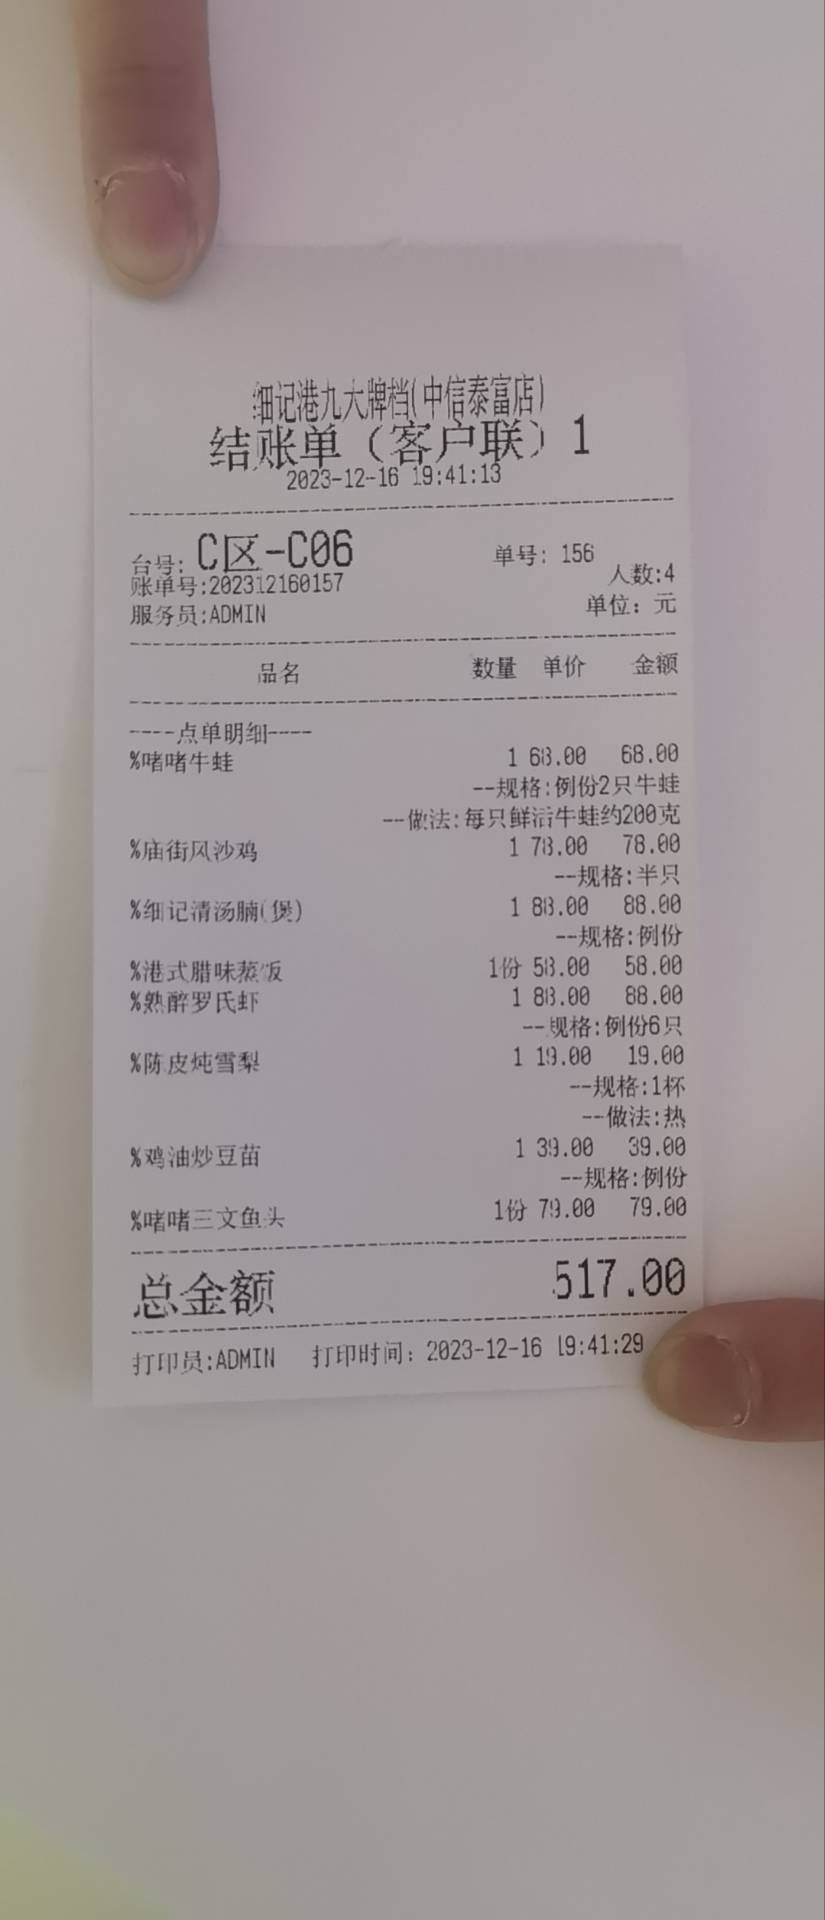 细记港九大牌档(中信泰富店)
结账单（客户联）1
2023-12-16 19:41:13
台号: C区-C06 单号: 156
人数:4
账单号:202312160157
服务员:ADMIN 单位：元
品名 数量 单价 金额
----点单明细----
%啫啫牛蛙 1 68.00 68.00
--规格:例份2只牛蛙
--做法:每只鲜活牛蛙约200克
%庙街风沙鸡 1 78.00 78.00
--规格:半只
%细记清汤腩(煲) 1 88.00 88.00
--规格:例份
%港式腊味蒸饭 1份 58.00 58.00
%熟醉罗氏虾 1 88.00 88.00
--规格:例份6只
%陈皮炖雪梨 1 19.00 19.00
--规格:1杯
--做法:热
%鸡油炒豆苗 1 39.00 39.00
--规格:例份
%啫啫三文鱼头 1份 79.00 79.00
总金额 517.00
打印员:ADMIN 打印时间：2023-12-16 19:41:29